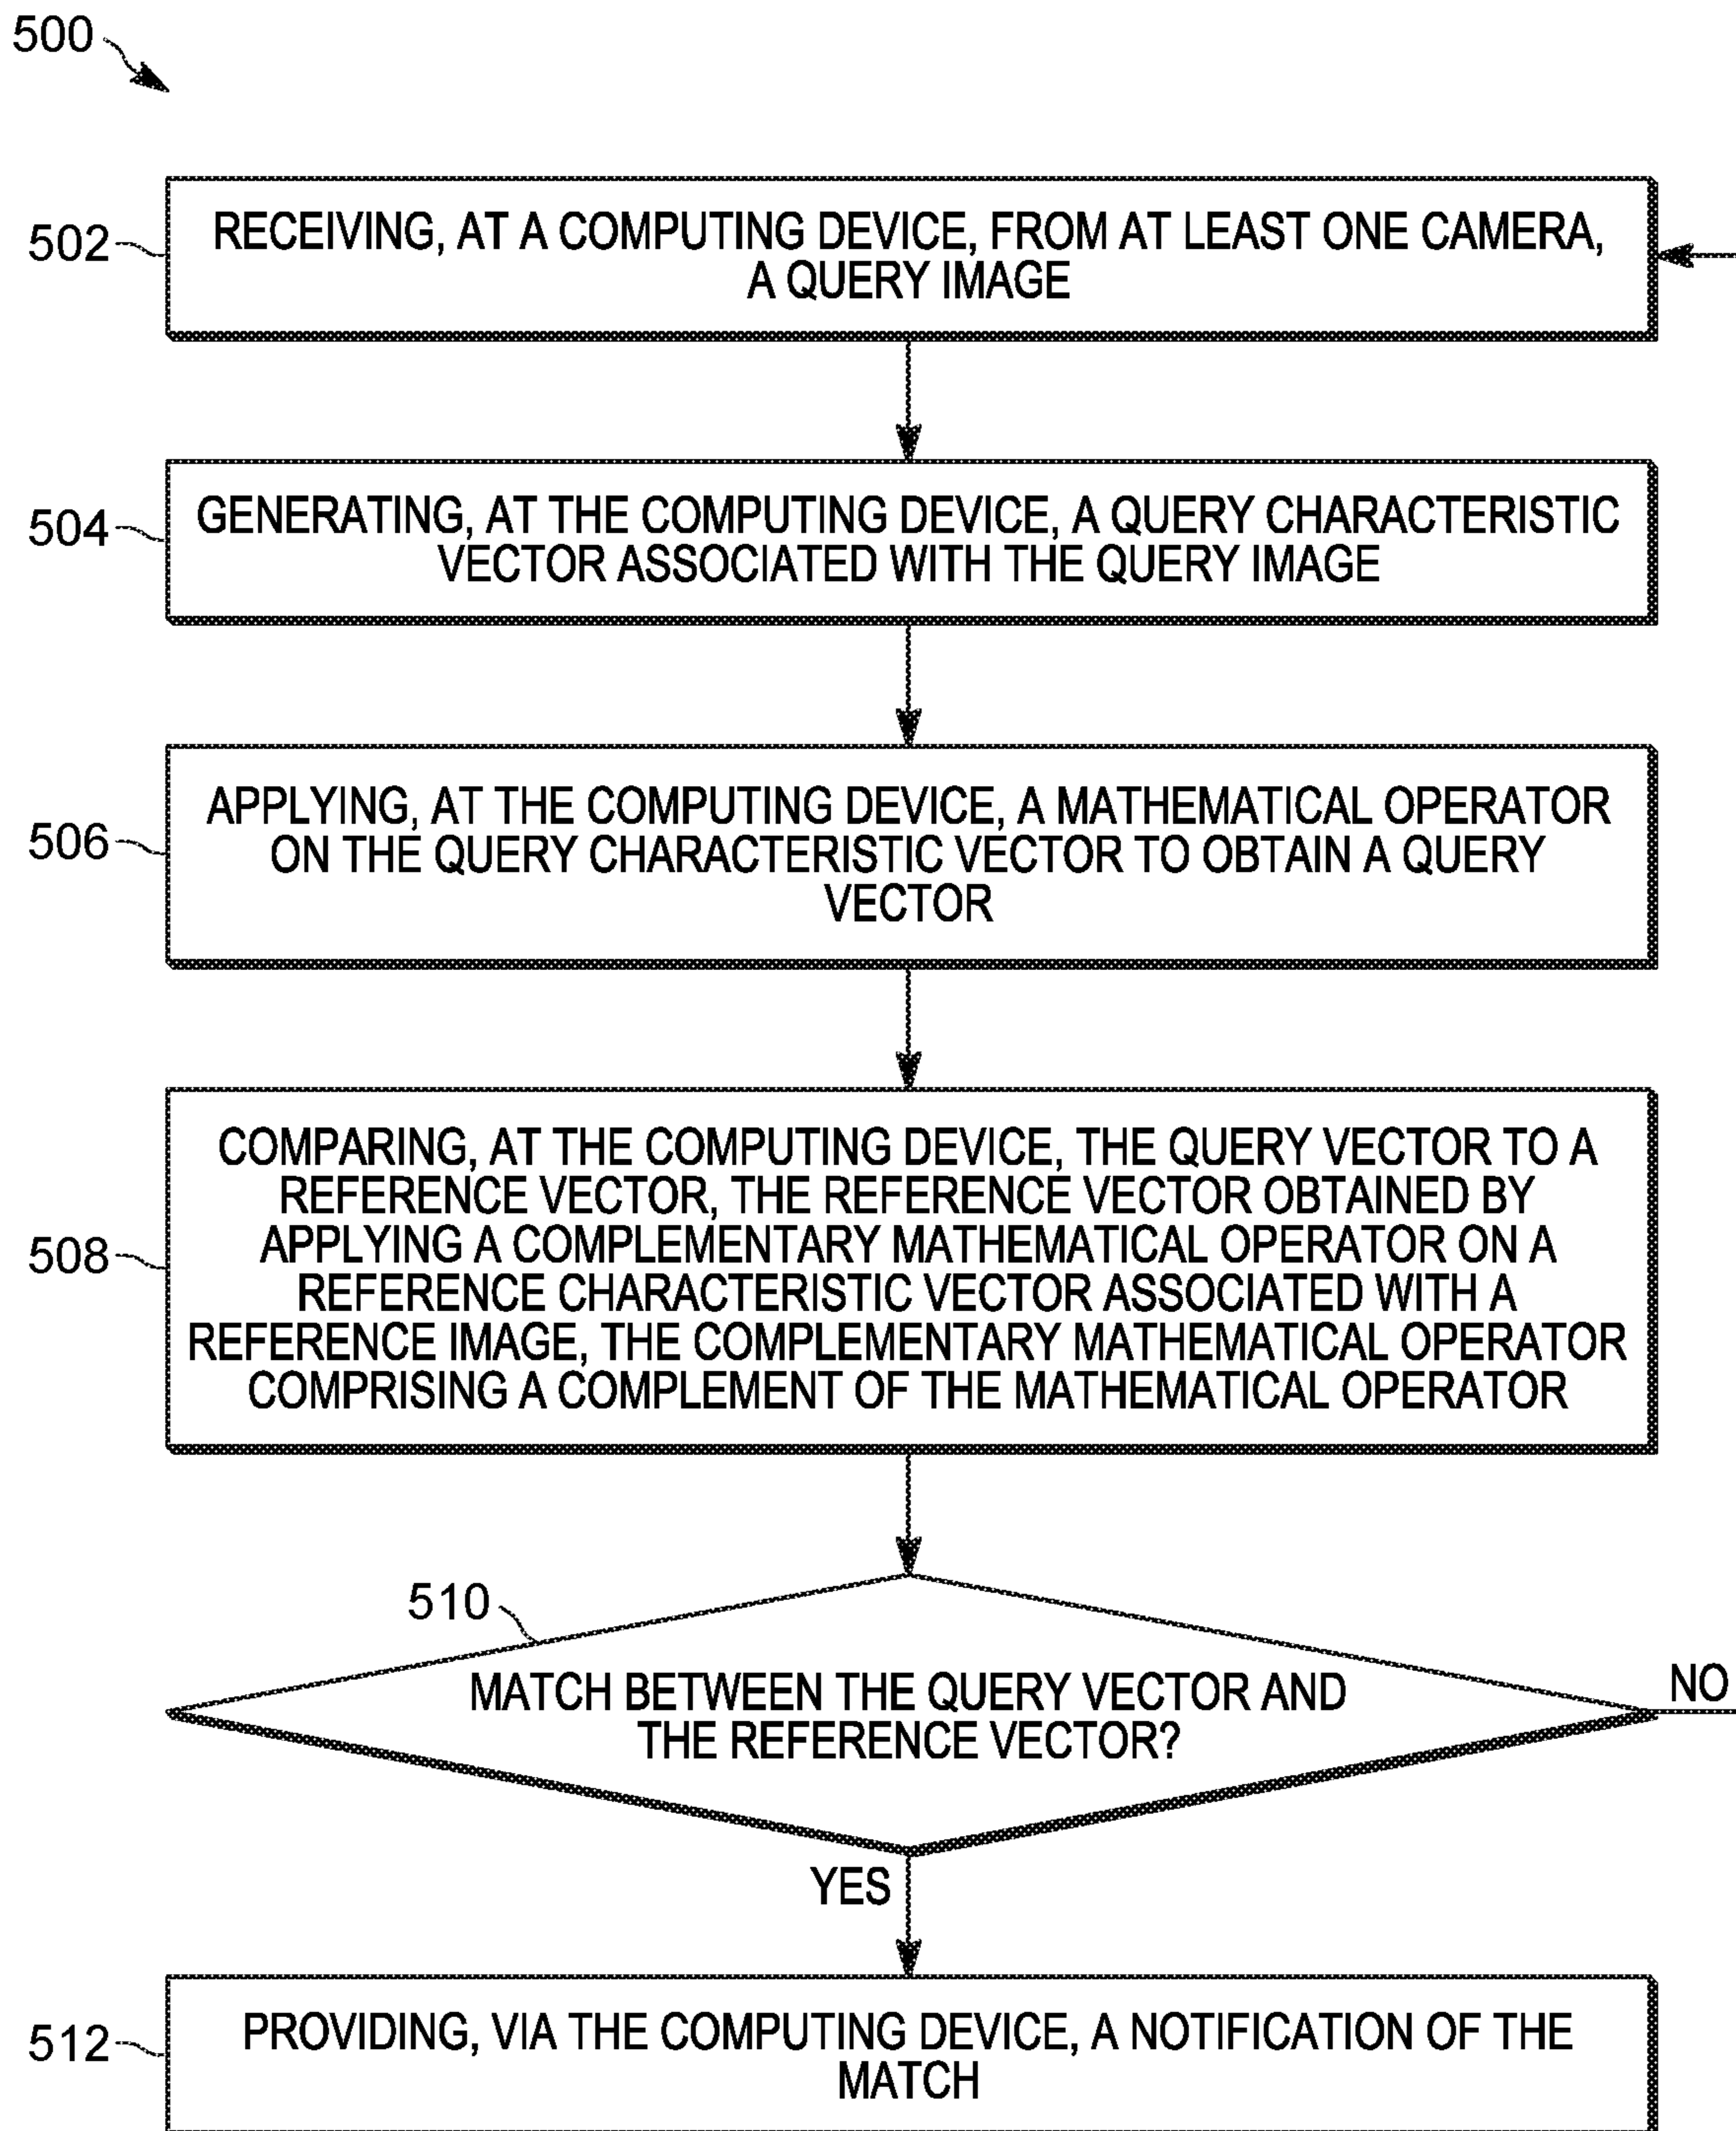 500
502
RECEIVING, AT A COMPUTING DEVICE, FROM AT LEAST ONE CAMERA,
A QUERY IMAGE
504
GENERATING, AT THE COMPUTING DEVICE, A QUERY CHARACTERISTIC
VECTOR ASSOCIATED WITH THE QUERY IMAGE
506
APPLYING, AT THE COMPUTING DEVICE, A MATHEMATICAL OPERATOR
ON THE QUERY CHARACTERISTIC VECTOR TO OBTAIN A QUERY
VECTOR
508
COMPARING, AT THE COMPUTING DEVICE, THE QUERY VECTOR TO A
REFERENCE VECTOR, THE REFERENCE VECTOR OBTAINED BY
APPLYING A COMPLEMENTARY MATHEMATICAL OPERATOR ON A
REFERENCE CHARACTERISTIC VECTOR ASSOCIATED WITH A
REFERENCE IMAGE, THE COMPLEMENTARY MATHEMATICAL OPERATOR
COMPRISING A COMPLEMENT OF THE MATHEMATICAL OPERATOR
510
MATCH BETWEEN THE QUERY VECTOR AND
THE REFERENCE VECTOR?
NO
YES
512
PROVIDING, VIA THE COMPUTING DEVICE, A NOTIFICATION OF THE
MATCH